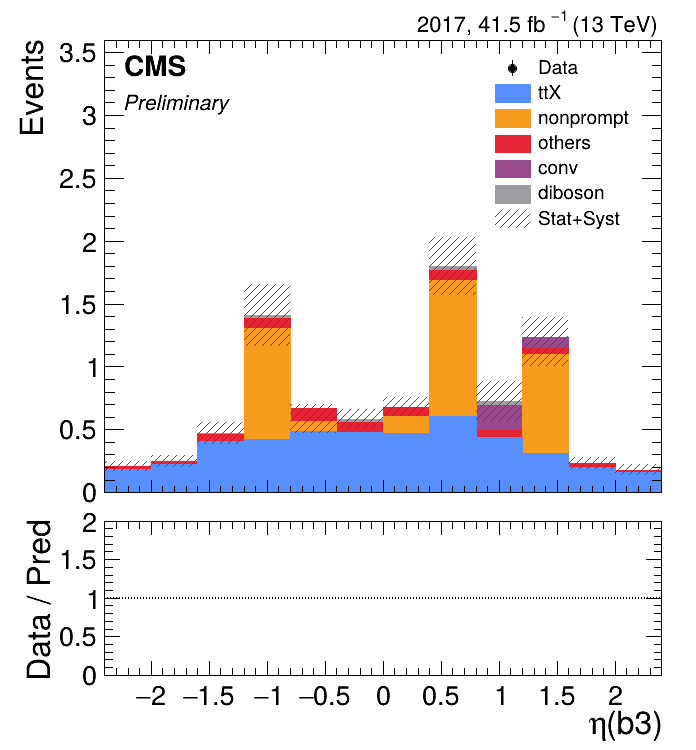 2017, 41.5 fb⁻¹ (13 TeV)
CMS
Preliminary
Data
ttX
nonprompt
others
conv
diboson
Stat+Syst
Events
3.5
3
2.5
2
1.5
1
0.5
0
Data / Pred
2
1.5
1
0.5
0
−2 −1.5 −1 −0.5 0 0.5 1 1.5 2
η(b3)